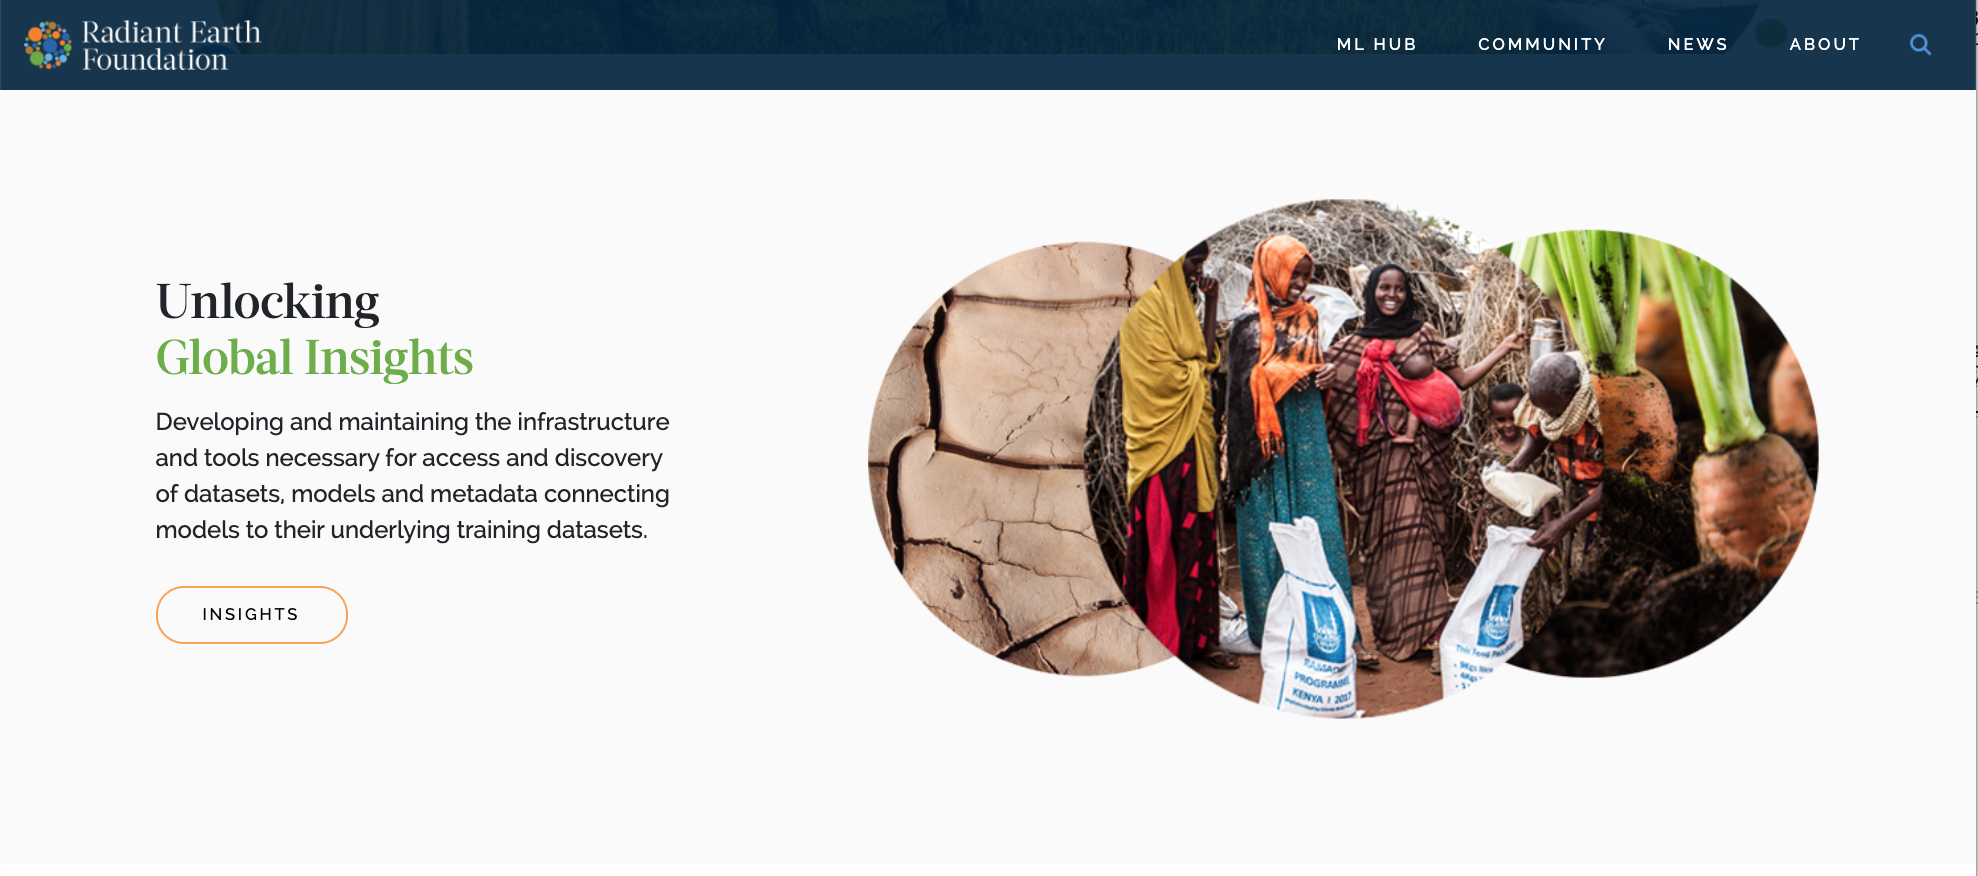 Radiant Earth
Foundation
ML HUB
COMMUNITY
NEWS
ABOUT
Unlocking
Global Insights
Developing and maintaining the infrastructure
and tools necessary for access and discovery
of datasets, models and metadata connecting
models to their underlying training datasets.
INSIGHTS
PROGRAMME
KENYA | 2017
This Food